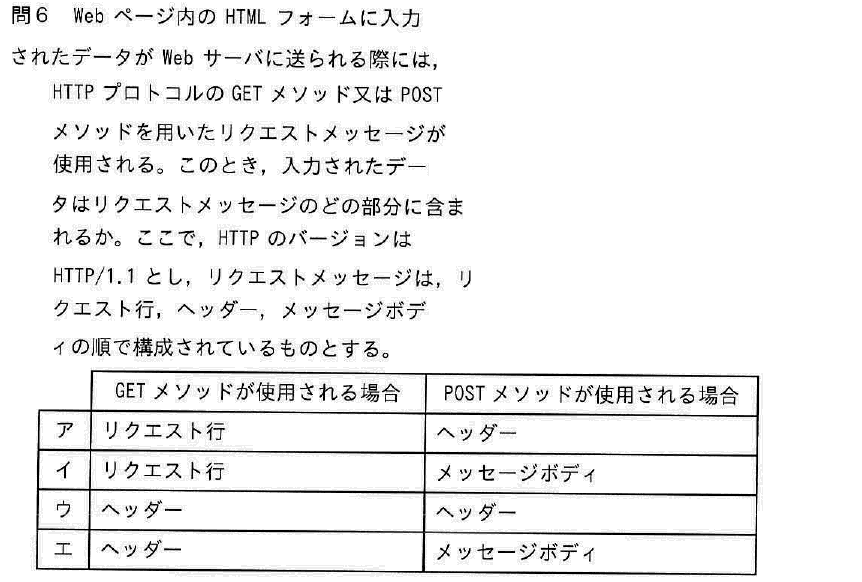 問6 Web ページ内の HTML フォームに入力
されたデータが Web サーバに送られる際には,
HTTP プロトコルの GET メソッド又は POST
メソッドを用いたリクエストメッセージが
使用される。このとき,入力されたデー
タはリクエストメッセージのどの部分に含ま
れるか。ここで,HTTP のバージョンは
HTTP/1.1 とし,リクエストメッセージは,リ
クエスト行,ヘッダー,メッセージボデ
ィの順で構成されているものとする。
GET メソッドが使用される場合 POST メソッドが使用される場合
ア リクエスト行 ヘッダー
イ リクエスト行 メッセージボディ
ウ ヘッダー ヘッダー
エ ヘッダー メッセージボディ